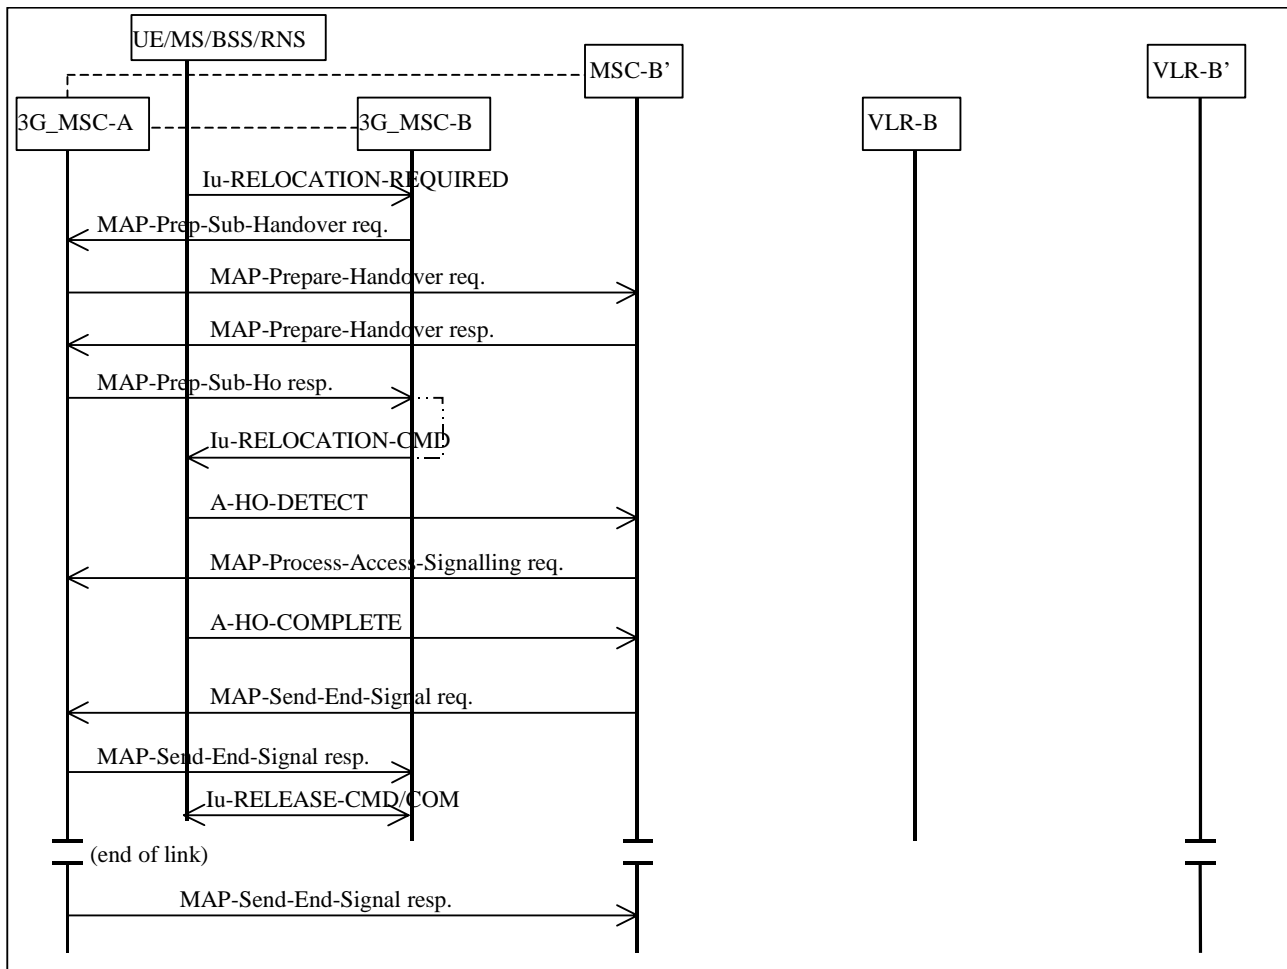 UE/MS/BSS/RNS
MSC-B’
VLR-B’
3G_MSC-A
3G_MSC-B
VLR-B
Iu-RELOCATION-REQUIRED
MAP-Prep-Sub-Handover req.
MAP-Prepare-Handover req.
MAP-Prepare-Handover resp.
MAP-Prep-Sub-Ho resp.
Iu-RELOCATION-CMD
A-HO-DETECT
MAP-Process-Access-Signalling req.
A-HO-COMPLETE
MAP-Send-End-Signal req.
MAP-Send-End-Signal resp.
Iu-RELEASE-CMD/COM
(end of link)
MAP-Send-End-Signal resp.